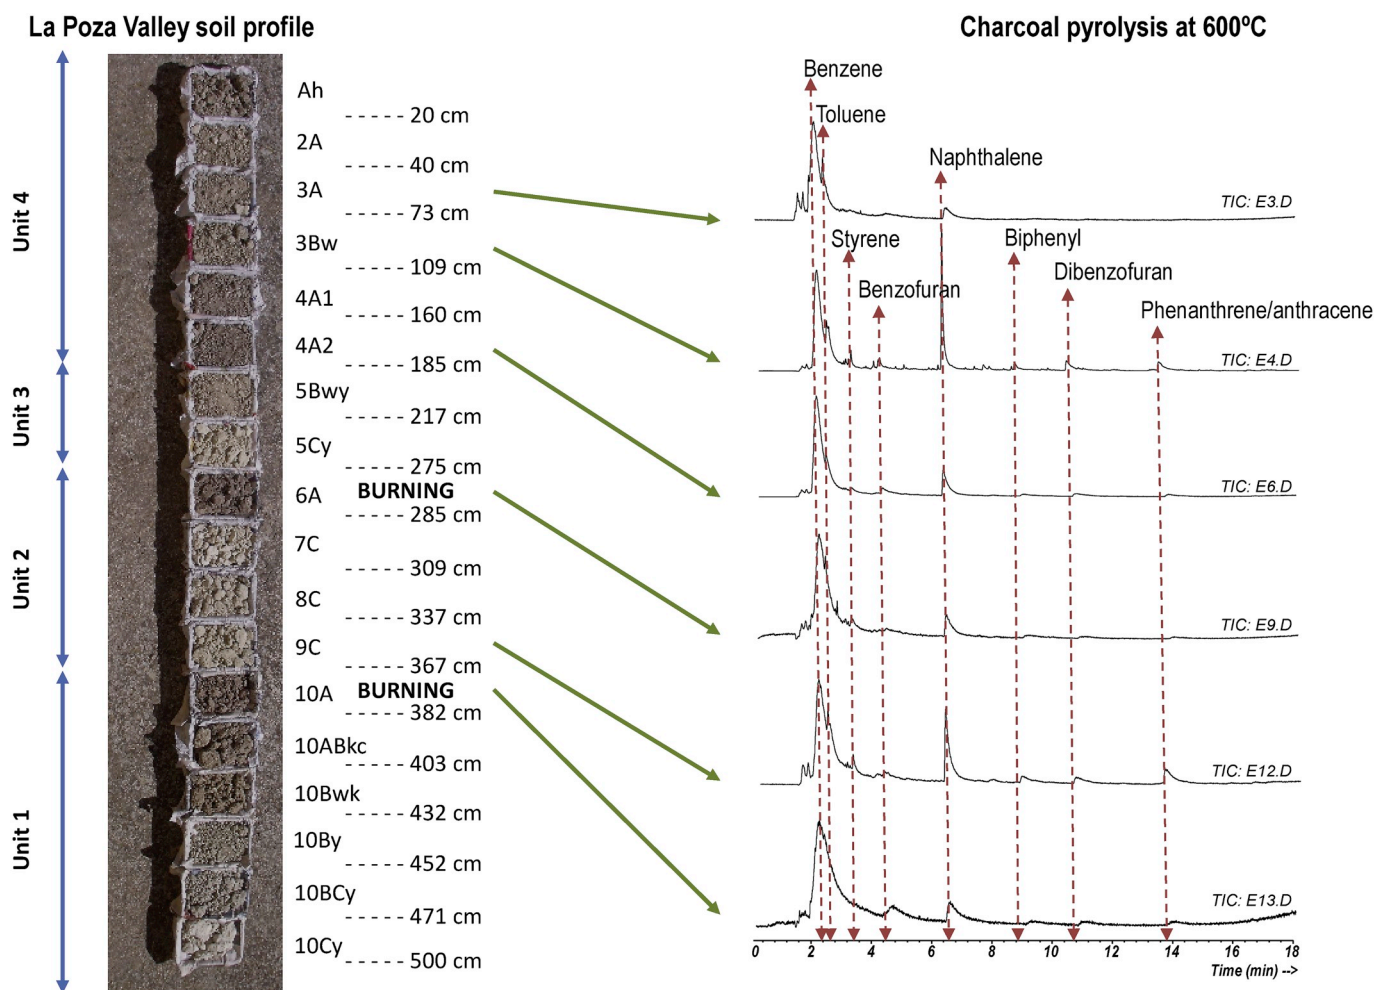 La Poza Valley soil profile
Unit 4
Unit 3
Unit 2
Unit 1
Ah
- - - - - 20 cm
2A
- - - - - 40 cm
3A
- - - - - 73 cm
3Bw
- - - - - 109 cm
4A1
- - - - - 160 cm
4A2
- - - - - 185 cm
5Bwy
- - - - - 217 cm
5Cy
- - - - - 275 cm
6A BURNING
- - - - - 285 cm
7C
- - - - - 309 cm
8C
- - - - - 337 cm
9C
- - - - - 367 cm
10A BURNING
- - - - - 382 cm
10ABkc
- - - - - 403 cm
10Bwk
- - - - - 432 cm
10By
- - - - - 452 cm
10BCy
- - - - - 471 cm
10Cy
- - - - - 500 cm
Charcoal pyrolysis at 600ºC
Benzene
Toluene
Naphthalene
TIC: E3.D
Styrene
Biphenyl
Benzofuran
Dibenzofuran
Phenanthrene/anthracene
TIC: E4.D
TIC: E6.D
TIC: E9.D
TIC: E12.D
TIC: E13.D
0 2 4 6 8 10 12 14 16 18
Time (min) -->